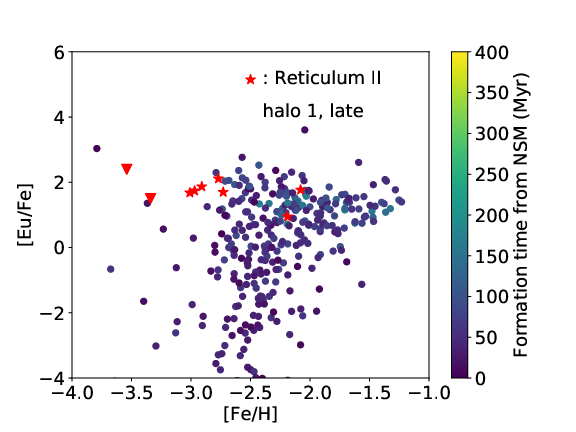 6
4
2
0
−2
−4
[Eu/Fe]
★ : Reticulum II
halo 1, late
−4.0 −3.5 −3.0 −2.5 −2.0 −1.5 −1.0
[Fe/H]
400
350
300
250
200
150
100
50
0
Formation time from NSM (Myr)